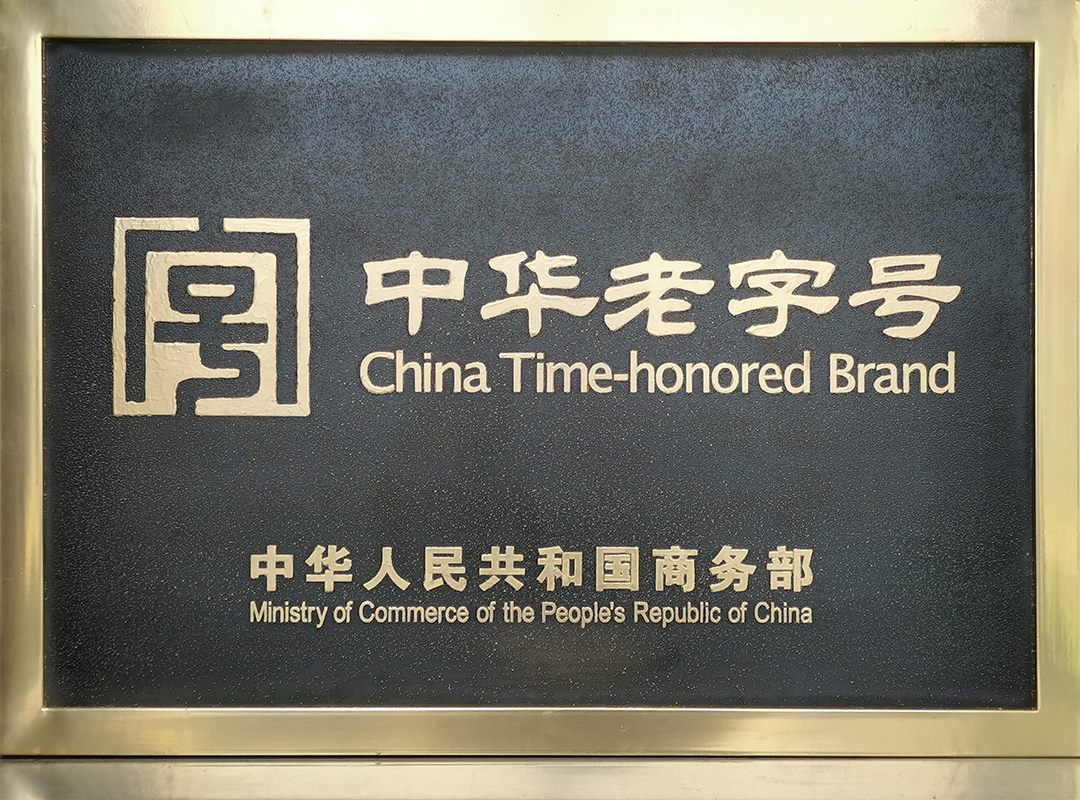 中华老字号
China Time-honored Brand
中华人民共和国商务部
Ministry of Commerce of the People's Republic of China